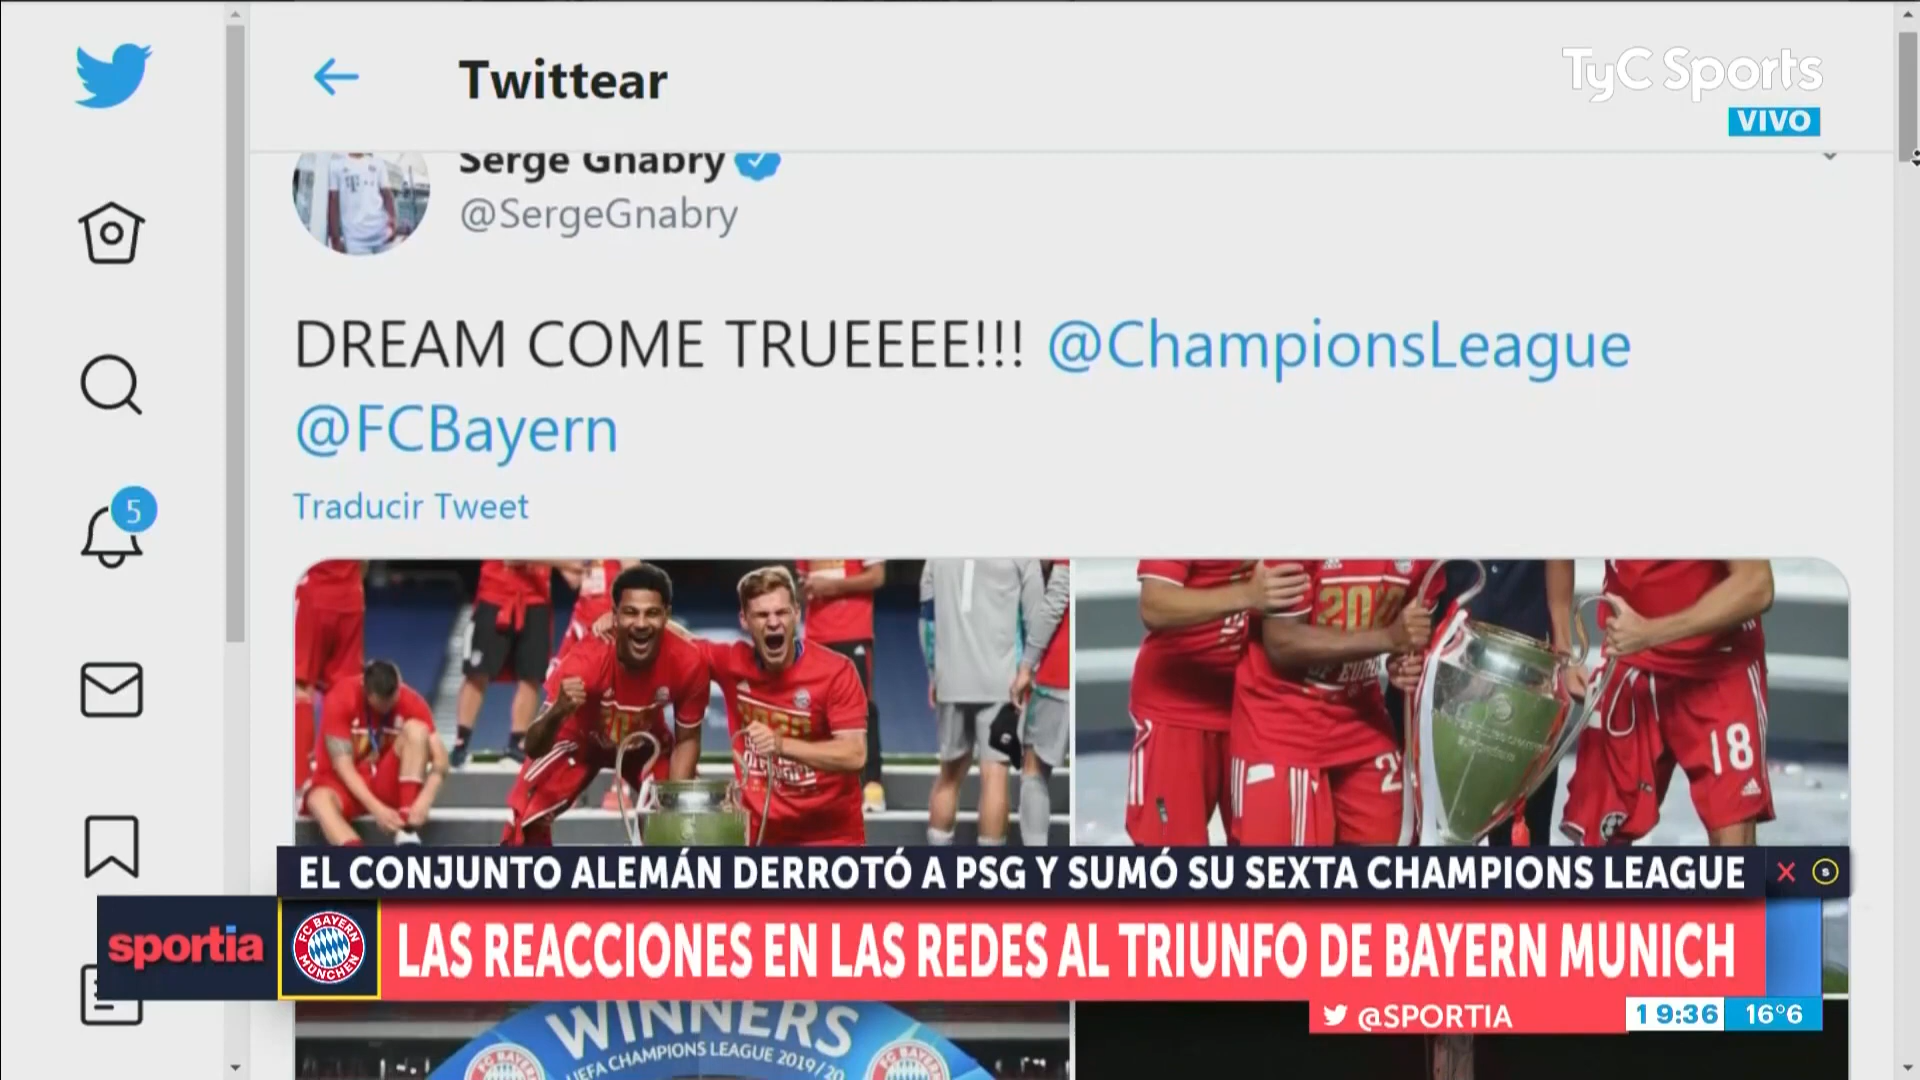 Twittear
TyC Sports
VIVO
Serge Gnabry
@SergeGnabry
DREAM COME TRUEEEE!!! @ChampionsLeague
@FCBayern
5
Traducir Tweet
18
EL CONJUNTO ALEMÁN DERROTÓ A PSG Y SUMÓ SU SEXTA CHAMPIONS LEAGUE
S
sportia
FC BAYERN
MÜNCHEN
LAS REACCIONES EN LAS REDES AL TRIUNFO DE BAYERN MUNICH
@SPORTIA
19:36
16°6
WINNERS
UEFA CHAMPIONS LEAGUE 2019/20